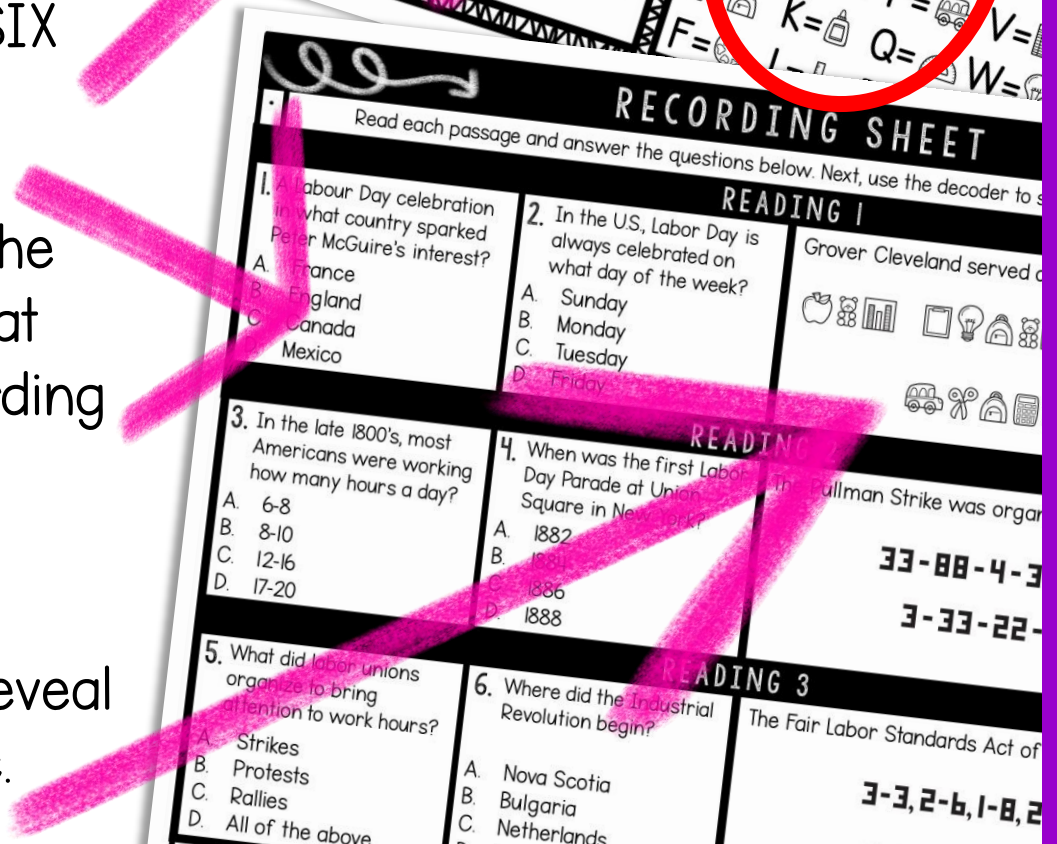 SIX
he
at
ding
eveal
F=
K=
Q=
V=
W=
RECORDING SHEET
Read each passage and answer the questions below. Next, use the decoder to s
READING 1
1. A Labour Day celebration
in what country sparked
Peter McGuire's interest?
A. France
B. England
C. Canada
Mexico
2. In the U.S., Labor Day is
always celebrated on
what day of the week?
A. Sunday
B. Monday
C. Tuesday
D. Friday
Grover Cleveland served
READING 2
3. In the late 1800's, most
Americans were working
how many hours a day?
A. 6-8
B. 8-10
C. 12-16
D. 17-20
4. When was the first Labor
Day Parade at Union
Square in New York?
A. 1882
B. 1884
C. 1886
D. 1888
The Pullman Strike was organ
33-88-4-3
3-33-22-
READING 3
5. What did labor unions
organize to bring
attention to work hours?
A. Strikes
B. Protests
C. Rallies
D. All of the above
6. Where did the Industrial
Revolution begin?
A. Nova Scotia
B. Bulgaria
C. Netherlands
The Fair Labor Standards Act of
3-3, 2-6, 1-8, 2